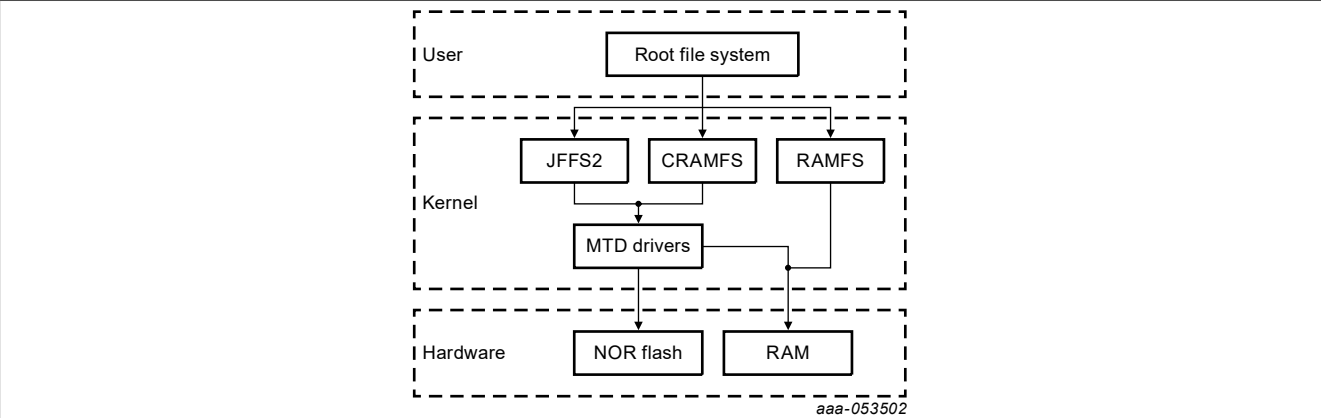 User
Root file system
JFFS2
CRAMFS
RAMFS
Kernel
MTD drivers
Hardware
NOR flash
RAM
aaa-053502